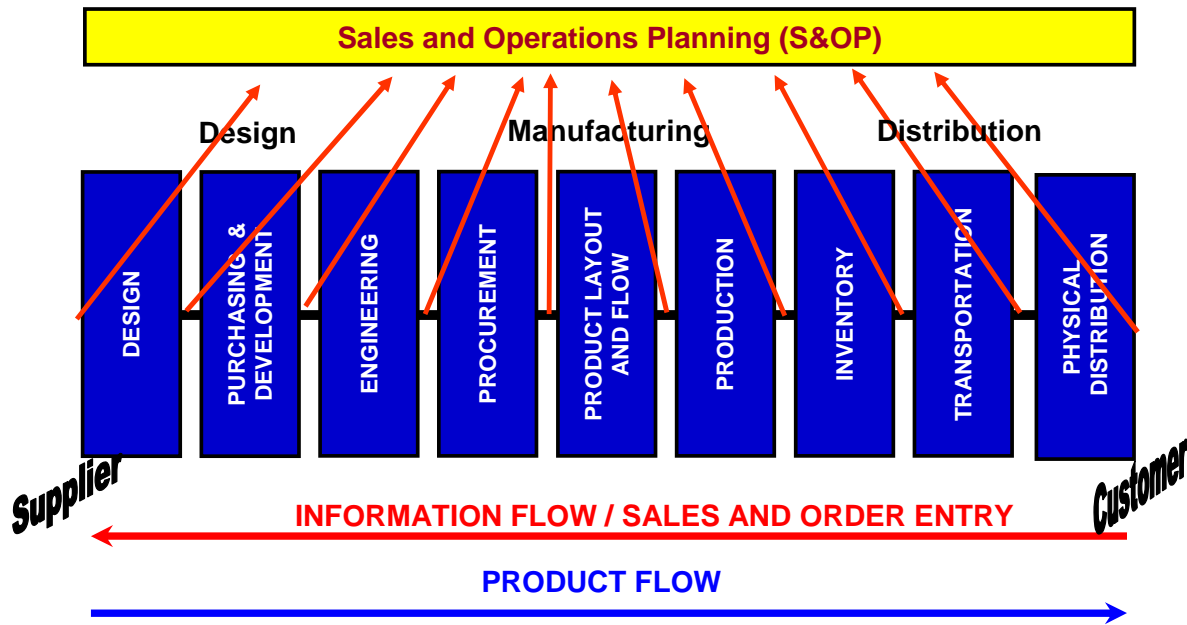 Sales and Operations Planning (S&OP)
Design
Manufacturing
Distribution
DESIGN
PURCHASING &
DEVELOPMENT
ENGINEERING
PROCUREMENT
PRODUCT LAYOUT
AND FLOW
PRODUCTION
INVENTORY
TRANSPORTATION
PHYSICAL
DISTRIBUTION
Supplier
Customer
INFORMATION FLOW / SALES AND ORDER ENTRY
PRODUCT FLOW